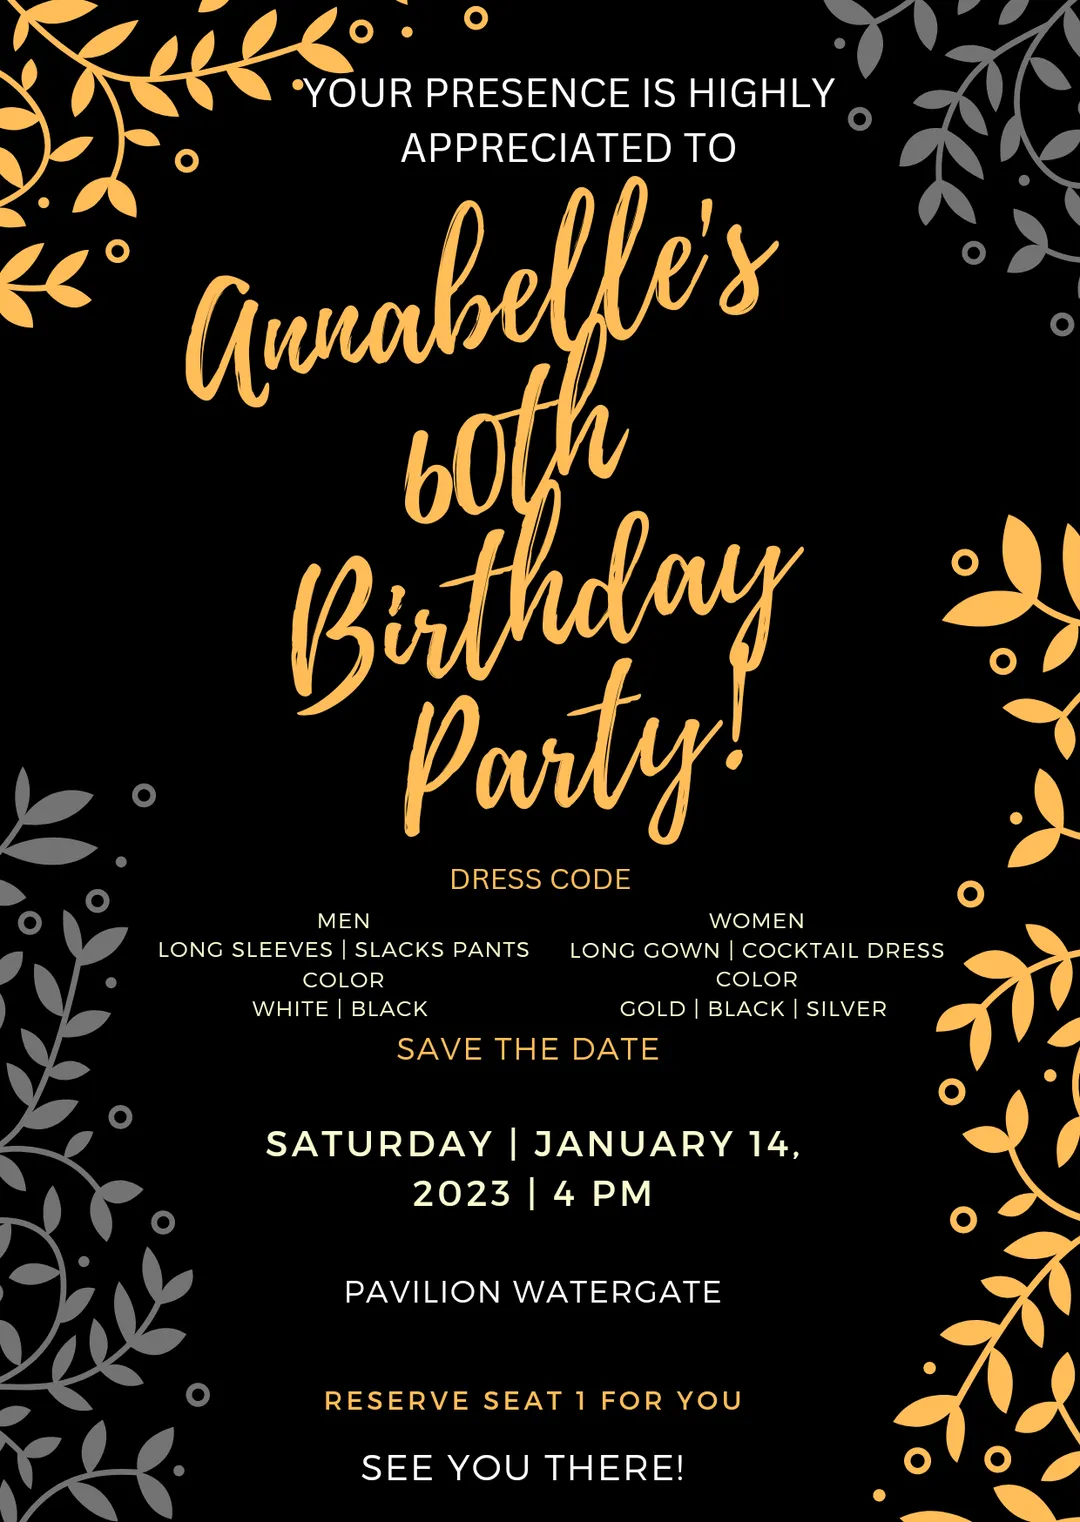 YOUR PRESENCE IS HIGHLY
APPRECIATED TO
Annabelle's
60th
Birthday
Party!
DRESS CODE
MEN
LONG SLEEVES | SLACKS PANTS
COLOR
WHITE | BLACK
WOMEN
LONG GOWN | COCKTAIL DRESS
COLOR
GOLD | BLACK | SILVER
SAVE THE DATE
SATURDAY | JANUARY 14,
2023 | 4 PM
PAVILION WATERGATE
RESERVE SEAT 1 FOR YOU
SEE YOU THERE!